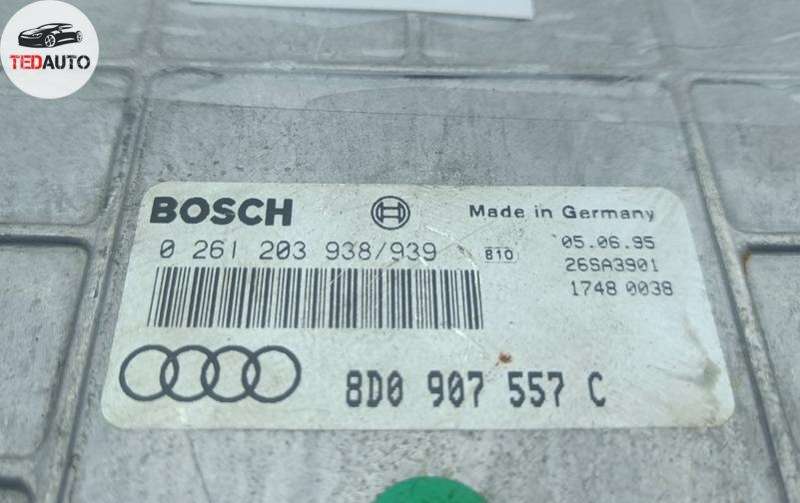 TEDAUTO
BOSCH Made in Germany
0 261 203 938/939 810 05.06.95
26SA3901
1748 0038
8D0 907 557 C